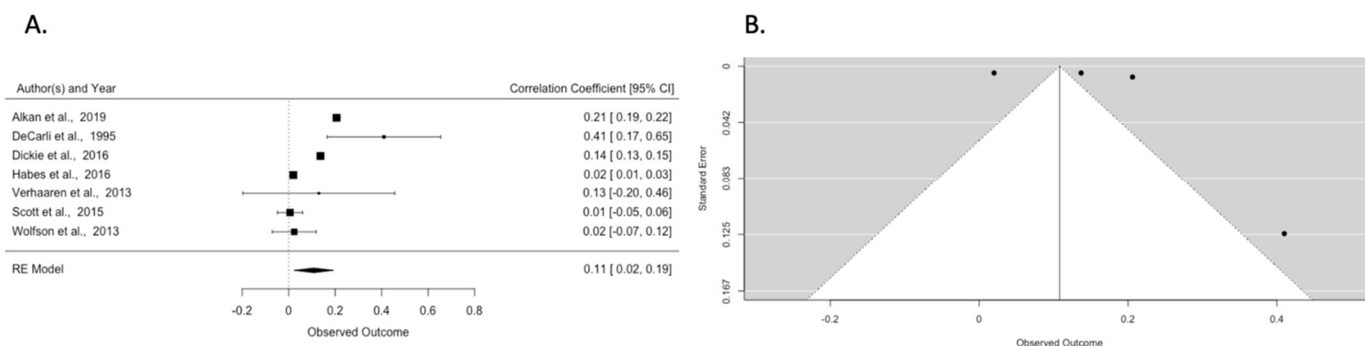 A.
Author(s) and Year Correlation Coefficient [95% CI]
Alkan et al., 2019 0.21 [ 0.19, 0.22]
DeCarli et al., 1995 0.41 [ 0.17, 0.65]
Dickie et al., 2016 0.14 [ 0.13, 0.15]
Habes et al., 2016 0.02 [ 0.01, 0.03]
Verhaaren et al., 2013 0.13 [-0.20, 0.46]
Scott et al., 2015 0.01 [-0.05, 0.06]
Wolfson et al., 2013 0.02 [-0.07, 0.12]
RE Model 0.11 [ 0.02, 0.19]
-0.2 0 0.2 0.4 0.6 0.8
Observed Outcome
B.
Standard Error
0
0.042
0.083
0.125
0.167
-0.2 0 0.2 0.4
Observed Outcome